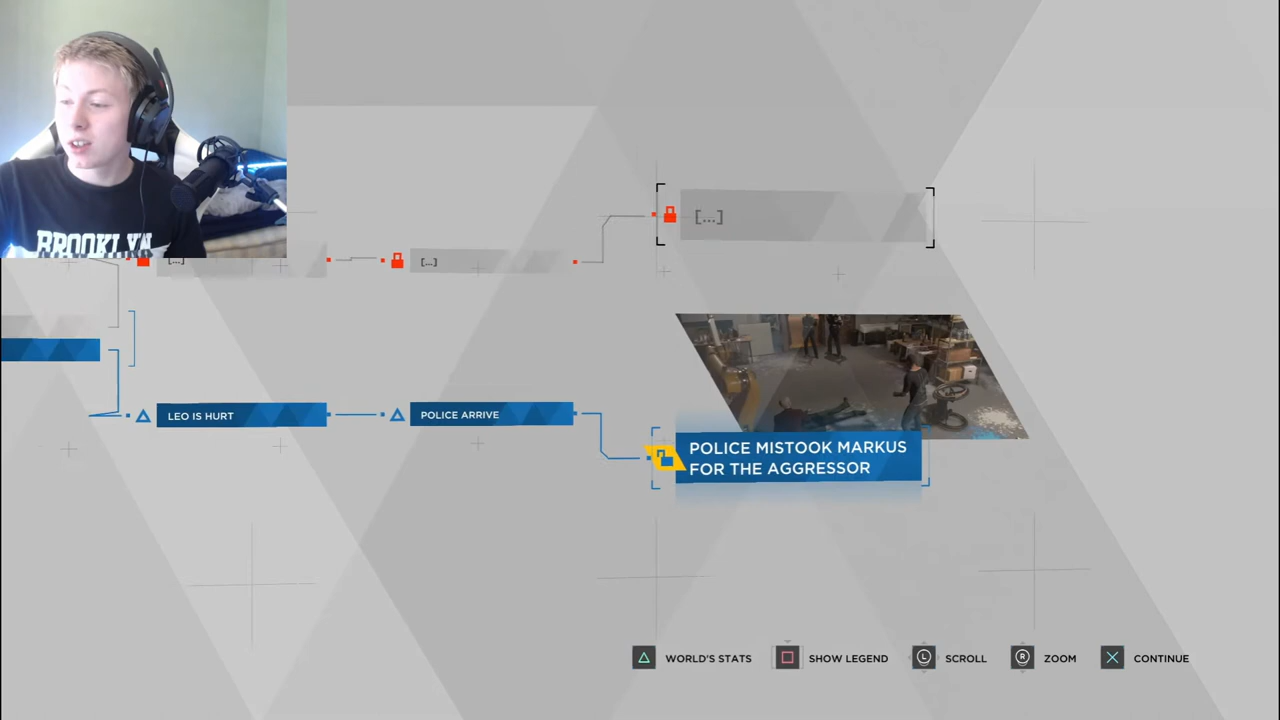 BROOKLYN
[...]
[...]
[...]
LEO IS HURT
POLICE ARRIVE
POLICE MISTOOK MARKUS
FOR THE AGGRESSOR
WORLD'S STATS
SHOW LEGEND
L
SCROLL
R
ZOOM
CONTINUE